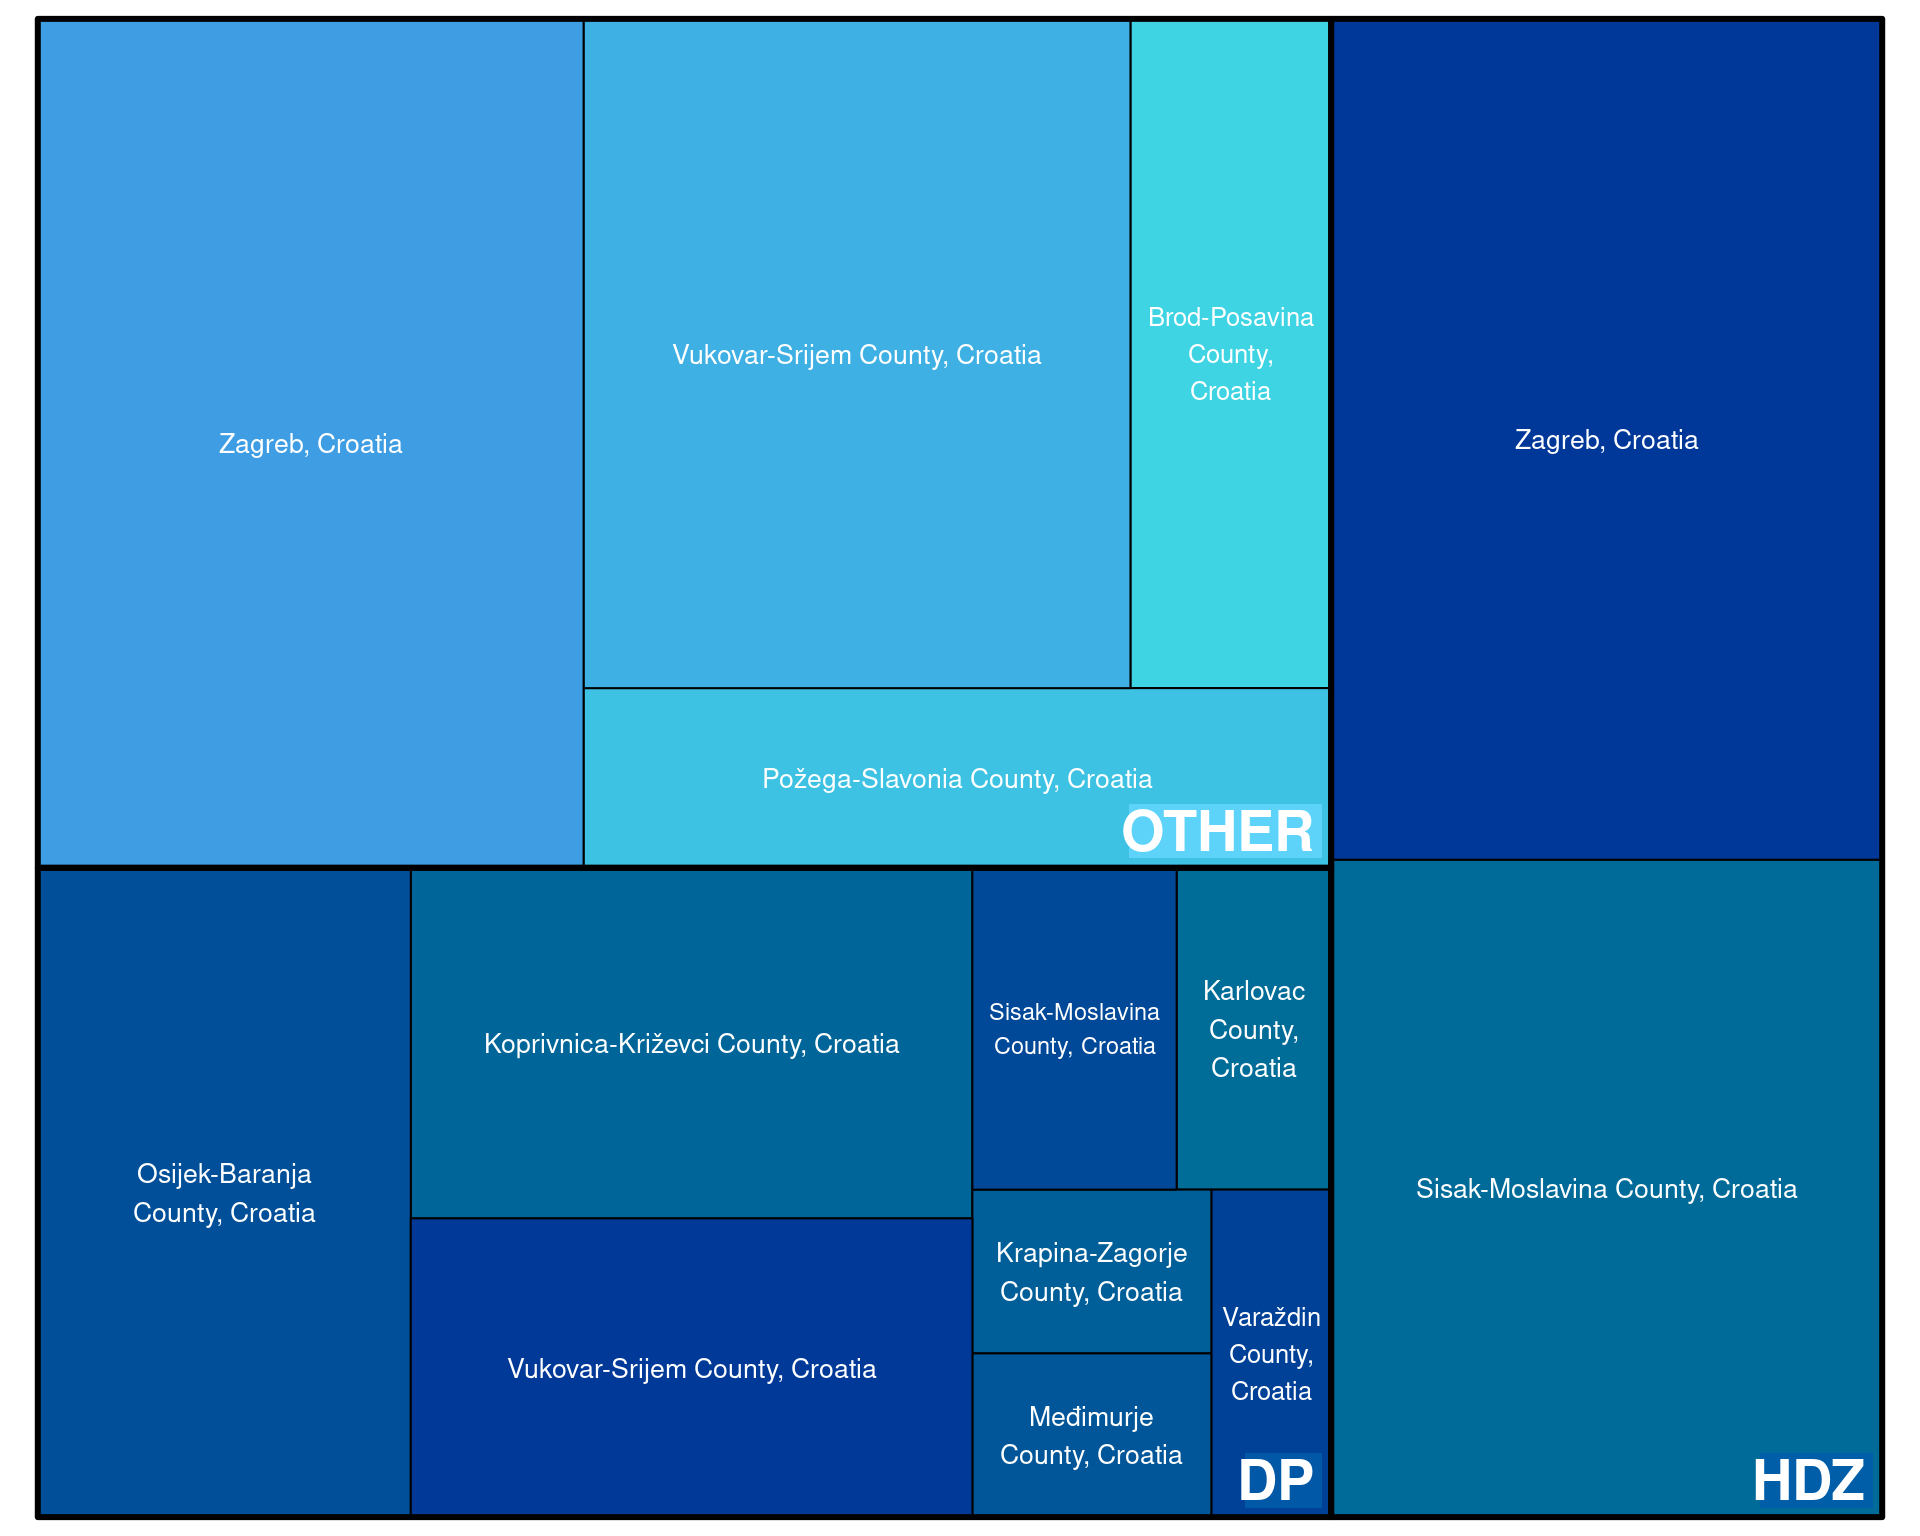 Zagreb, Croatia
Vukovar-Srijem County, Croatia
Brod-Posavina
County,
Croatia
Požega-Slavonia County, Croatia
OTHER
Zagreb, Croatia
Sisak-Moslavina County, Croatia
HDZ
Osijek-Baranja
County, Croatia
Koprivnica-Križevci County, Croatia
Vukovar-Srijem County, Croatia
Sisak-Moslavina
County, Croatia
Karlovac
County,
Croatia
Krapina-Zagorje
County, Croatia
Međimurje
County, Croatia
Varaždin
County,
Croatia
DP